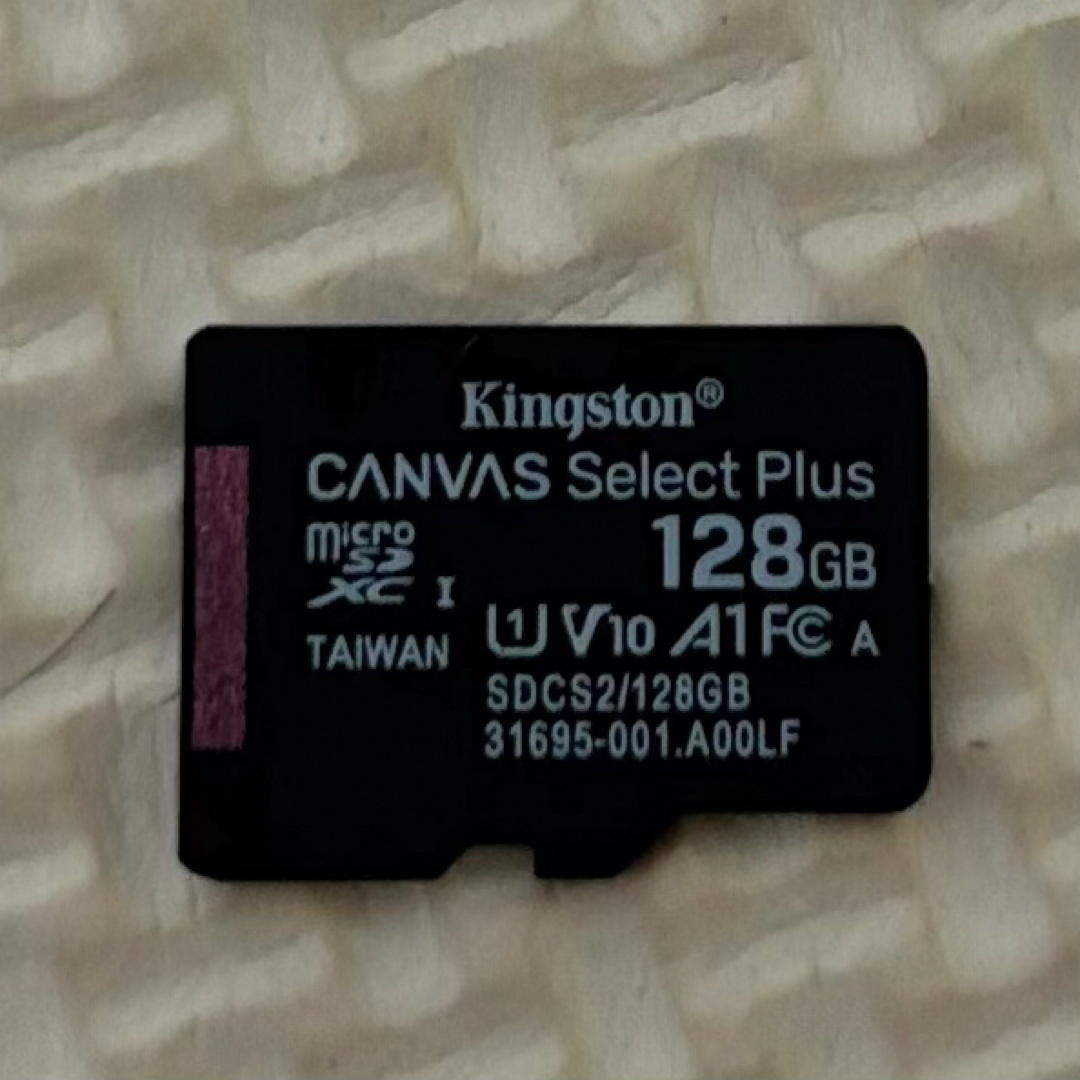 Kingston®
CANVAS Select Plus
micro SD XC I
128GB
U1 V10 A1 FC A
TAIWAN
SDCS2/128GB
31695-001.A00LF